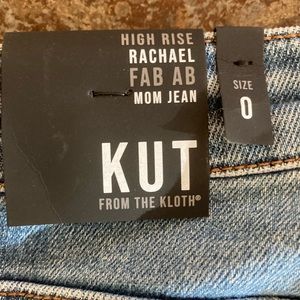 HIGH RISE
RACHAEL
FAB AB
MOM JEAN
KUT
FROM THE KLOTH®
SIZE
0